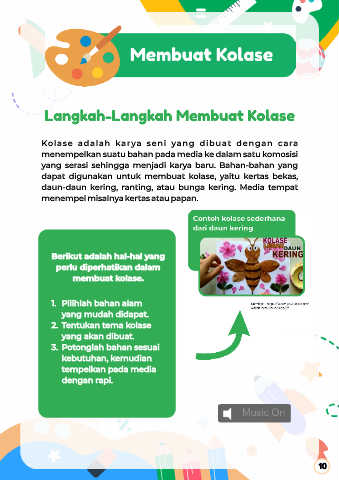 Membuat Kolase
Langkah-Langkah Membuat Kolase
Kolase adalah karya seni yang dibuat dengan cara
menempelkan suatu bahan pada media ke dalam satu komosisi
yang serasi sehingga menjadi karya baru. Bahan-bahan yang
dapat digunakan untuk membuat kolase, yaitu kertas bekas,
daun-daun kering, ranting, atau bunga kering. Media tempat
menempel misalnya kertas atau papan.
Contoh kolase sederhana
dari daun kering
KOLASE
DAUN
KERING
Berikut adalah hal-hal yang
perlu diperhatikan dalam
membuat kolase.
1. Pilihlah bahan alam
yang mudah didapat.
2. Tentukan tema kolase
yang akan dibuat.
3. Potonglah bahan sesuai
kebutuhan, kemudian
tempelkan pada media
dengan rapi.
Music On
10